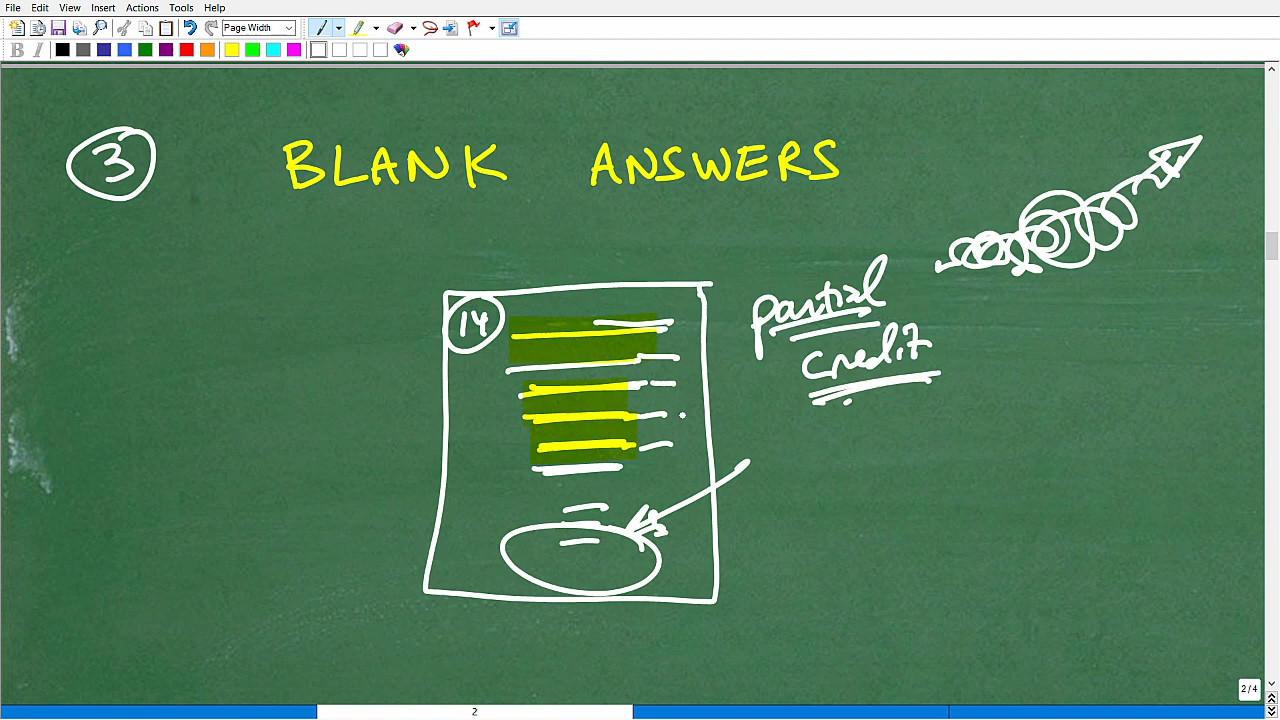 File Edit View Insert Actions Tools Help
Page Width
B I
3 BLANK ANSWERS
14
partial
credit
2/4
2